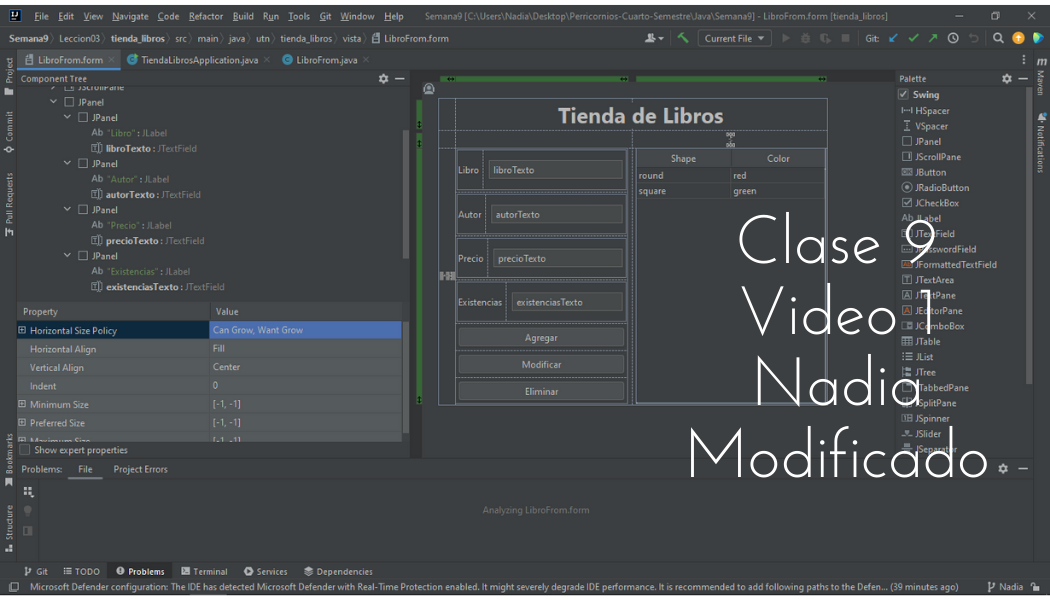 File Edit View Navigate Code Refactor Build Run Tools Git Window Help Semana9 [C:\Users\Nadia\Desktop\Perricornios-Cuarto-Semestre\Java\Semana9] - LibroFrom.form [tienda_libros]
Semana9 Leccion03 tienda_libros src main java utn tienda_libros vista LibroFrom.form Current File Git:
Project
Commit
Pull Requests
Bookmarks
Structure
LibroFrom.form TiendaLibrosApplication.java LibroFrom.java
Component Tree
JScrollPane
JPanel
JPanel
Ab "Libro" : JLabel
libroTexto : JTextField
JPanel
Ab "Autor" : JLabel
autorTexto : JTextField
JPanel
Ab "Precio" : JLabel
precioTexto : JTextField
JPanel
Ab "Existencias" : JLabel
existenciasTexto : JTextField
Property Value
Horizontal Size Policy Can Grow, Want Grow
Horizontal Align Fill
Vertical Align Center
Indent 0
Minimum Size [-1, -1]
Preferred Size [-1, -1]
Maximum Size [-1, -1]
Show expert properties
Tienda de Libros
Libro libroTexto
Autor autorTexto
Precio precioTexto
Existencias existenciasTexto
Agregar
Modificar
Eliminar
Shape Color
round red
square green
Clase 9
Video 1
Nadia
Modificado
Palette
Swing
HSpacer
VSpacer
JPanel
JScrollPane
JButton
JRadioButton
JCheckBox
Ab JLabel
JTextField
JPasswordField
JFormattedTextField
JTextArea
JTextPane
JEditorPane
JComboBox
JTable
JList
JTree
JTabbedPane
JSplitPane
JSpinner
JSlider
JSeparator
m
Maven
Notifications
Problems: File Project Errors
Analyzing LibroFrom.form
Git TODO Problems Terminal Services Dependencies
Microsoft Defender configuration: The IDE has detected Microsoft Defender with Real-Time Protection enabled. It might severely degrade IDE performance. It is recommended to add following paths to the Defen... (39 minutes ago) Nadia